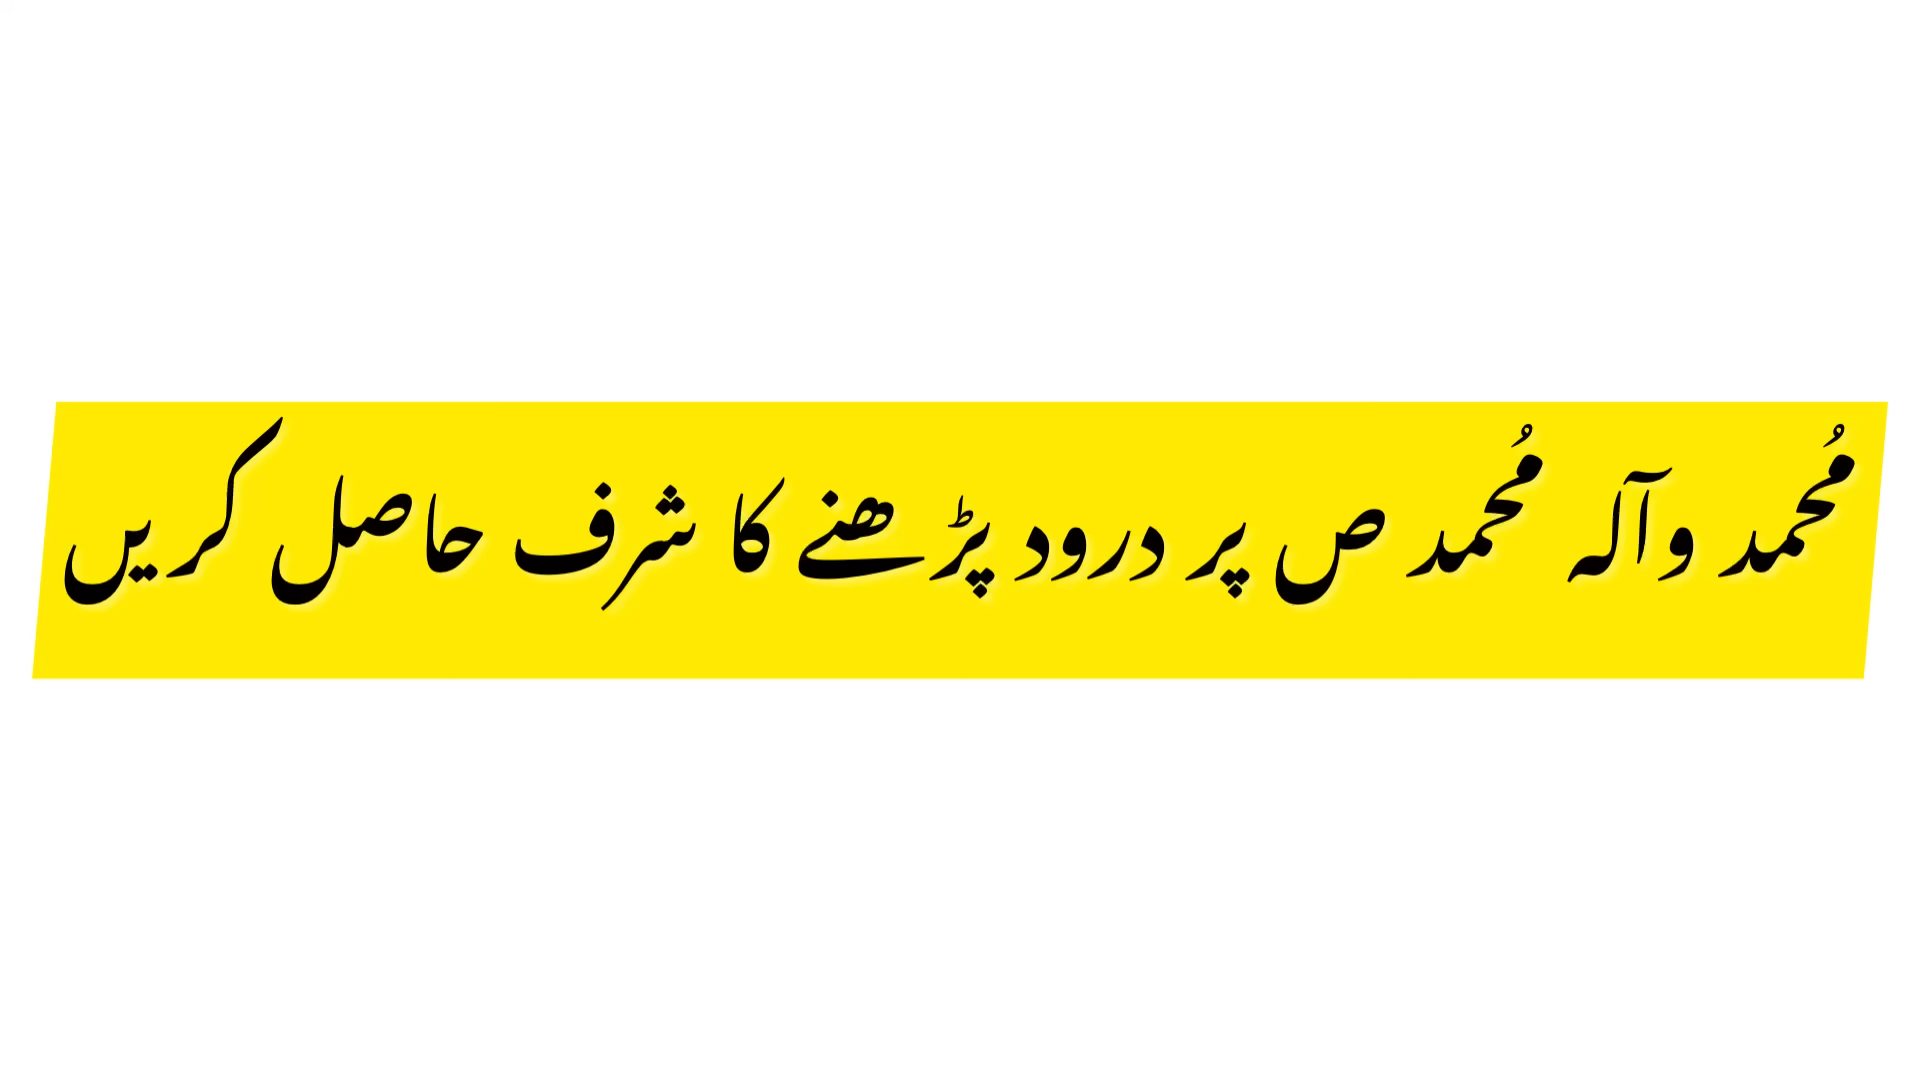 مُحمد وآلہ مُحمد ص پر درود پڑھنے کا شرف حاصل کریں